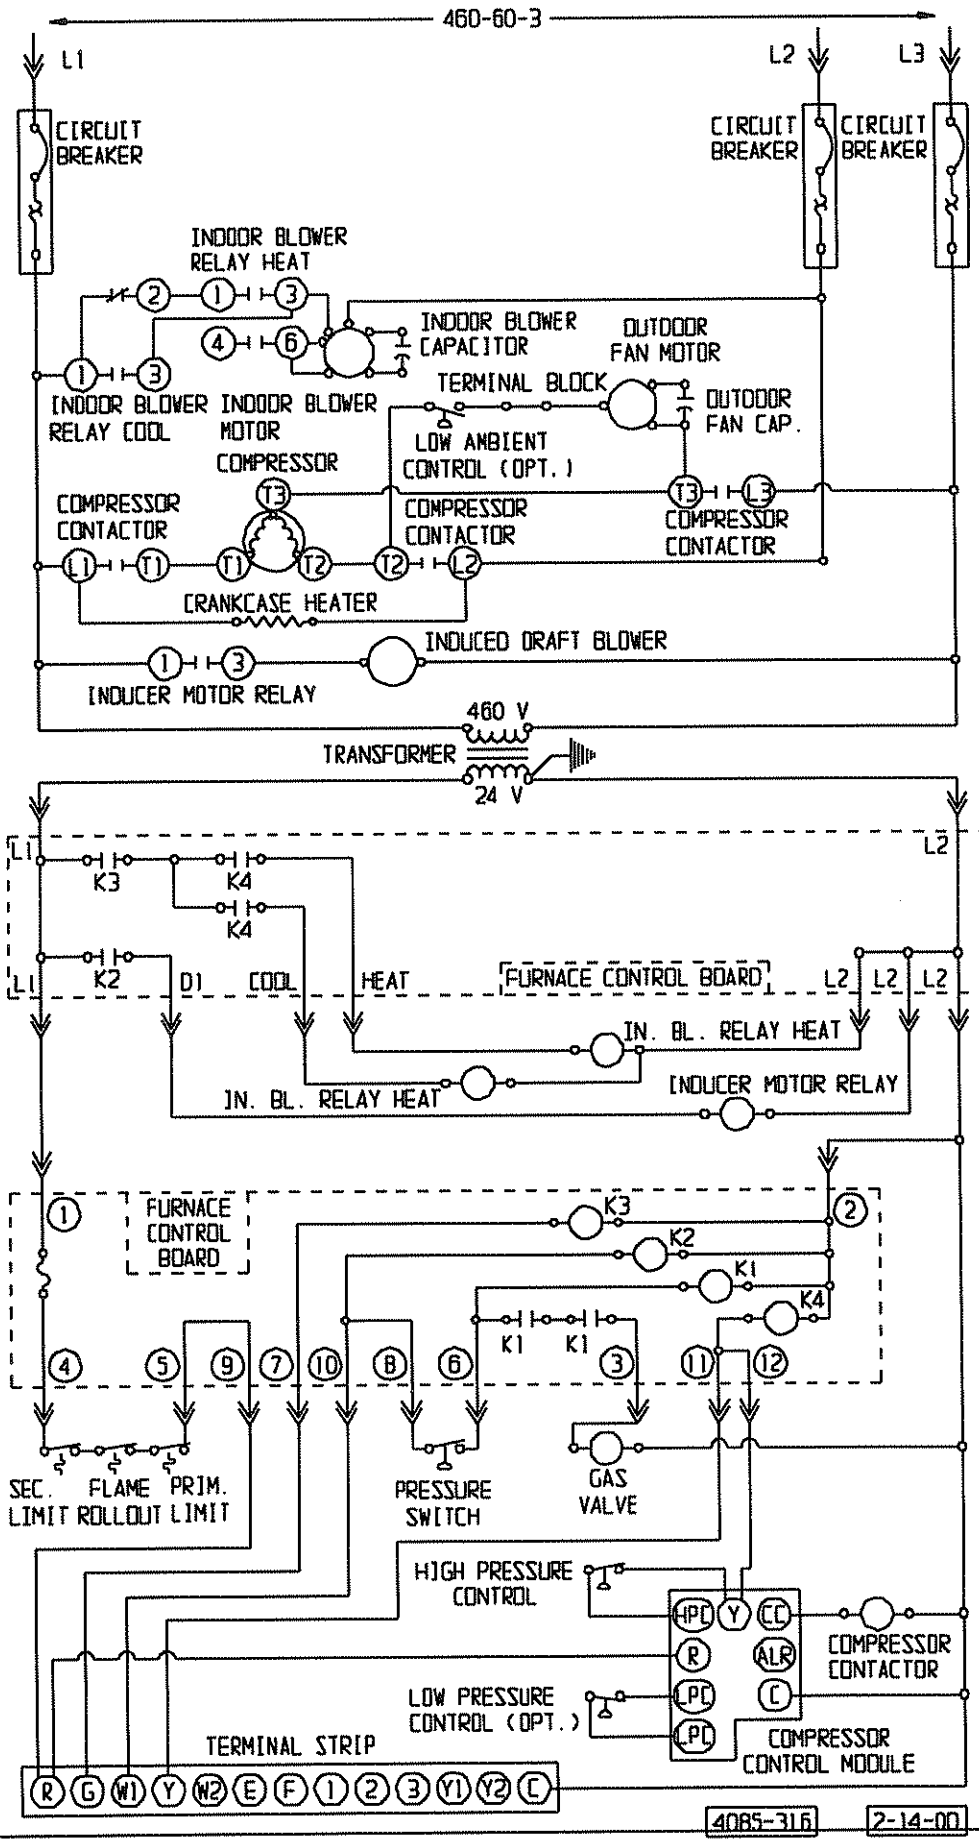 460-60-3
L1
L2
L3
CIRCUIT
BREAKER
CIRCUIT
BREAKER
CIRCUIT
BREAKER
INDOOR BLOWER
RELAY HEAT
2
1
3
4
6
INDOOR BLOWER
CAPACITOR
OUTDOOR
FAN MOTOR
1
3
TERMINAL BLOCK
OUTDOOR
FAN CAP.
INDOOR BLOWER
RELAY COOL
INDOOR BLOWER
MOTOR
LOW AMBIENT
CONTROL (OPT.)
COMPRESSOR
T3
T3
L3
COMPRESSOR
CONTACTOR
COMPRESSOR
CONTACTOR
COMPRESSOR
CONTACTOR
L1
T1
T1
T2
T2
L2
CRANKCASE HEATER
INDUCED DRAFT BLOWER
1
3
INDUCER MOTOR RELAY
460 V
TRANSFORMER
24 V
L1
L2
K3
K4
K4
K2
L1
D1
COOL
HEAT
FURNACE CONTROL BOARD
L2
L2
L2
IN. BL. RELAY HEAT
IN. BL. RELAY HEAT
INDUCER MOTOR RELAY
1
FURNACE
CONTROL
BOARD
K3
2
K2
K1
K4
K1
K1
4
5
9
7
10
8
6
3
11
12
SEC.
LIMIT
FLAME
ROLLOUT
PRIM.
LIMIT
PRESSURE
SWITCH
GAS
VALVE
HIGH PRESSURE
CONTROL
HPC
Y
CC
R
ALR
LPC
C
LPC
COMPRESSOR
CONTACTOR
LOW PRESSURE
CONTROL (OPT.)
COMPRESSOR
CONTROL MODULE
TERMINAL STRIP
R G W1 Y W2 E F 1 2 3 Y1 Y2 C
4085-316
2-14-00